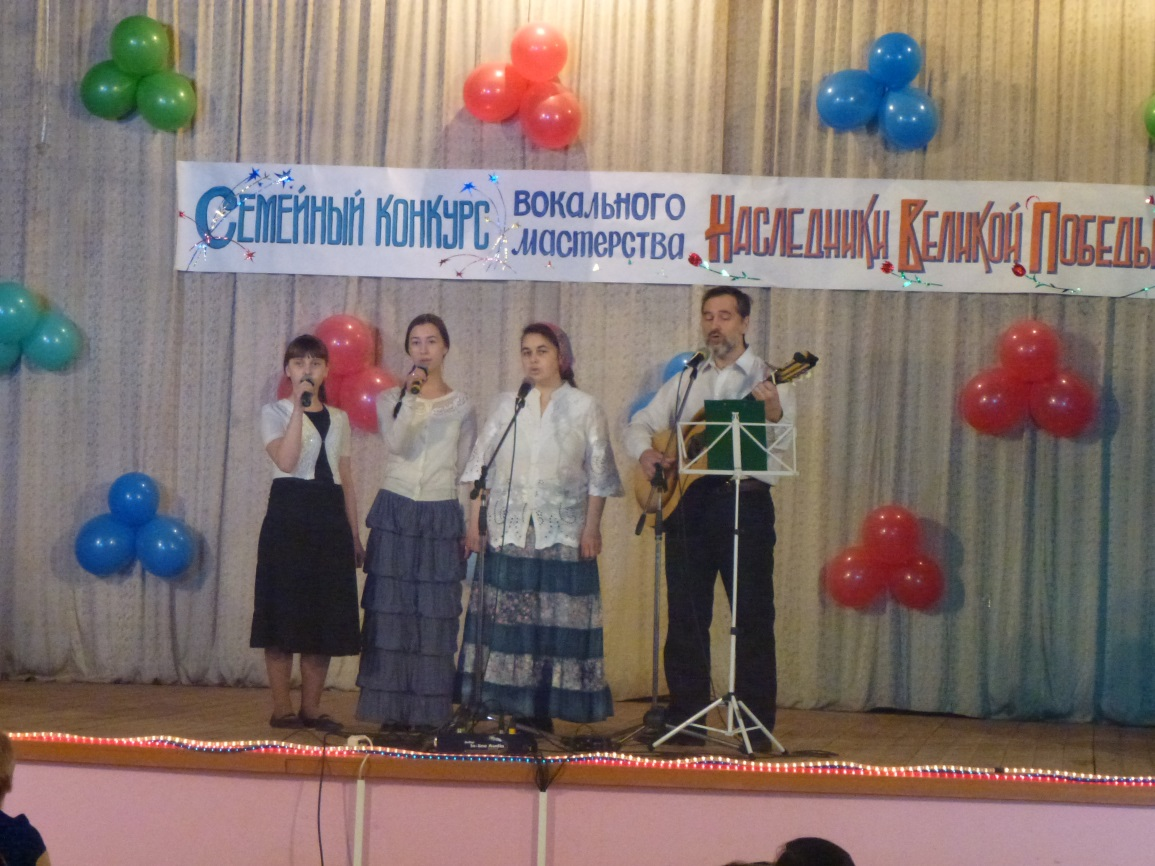 Семейный конкурс
вокального
мастерства
Наследники Великой Победы